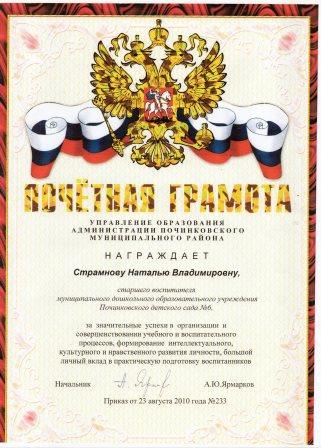 ПОЧЁТНАЯ ГРАМОТА
УПРАВЛЕНИЕ ОБРАЗОВАНИЯ
АДМИНИСТРАЦИИ ПОЧИНКОВСКОГО
МУНИЦИПАЛЬНОГО РАЙОНА
НАГРАЖДАЕТ
Страмнову Наталью Владимировну,
старшего воспитателя
муниципального дошкольного образовательного учреждения
Починковского детского сада №6,
за значительные успехи в организации и
совершенствовании учебного и воспитательного
процессов, формирование интеллектуального,
культурного и нравственного развития личности, большой
личный вклад в практическую подготовку воспитанников
Начальник А.Ю.Ярмарков
Приказ от 23 августа 2010 года №233